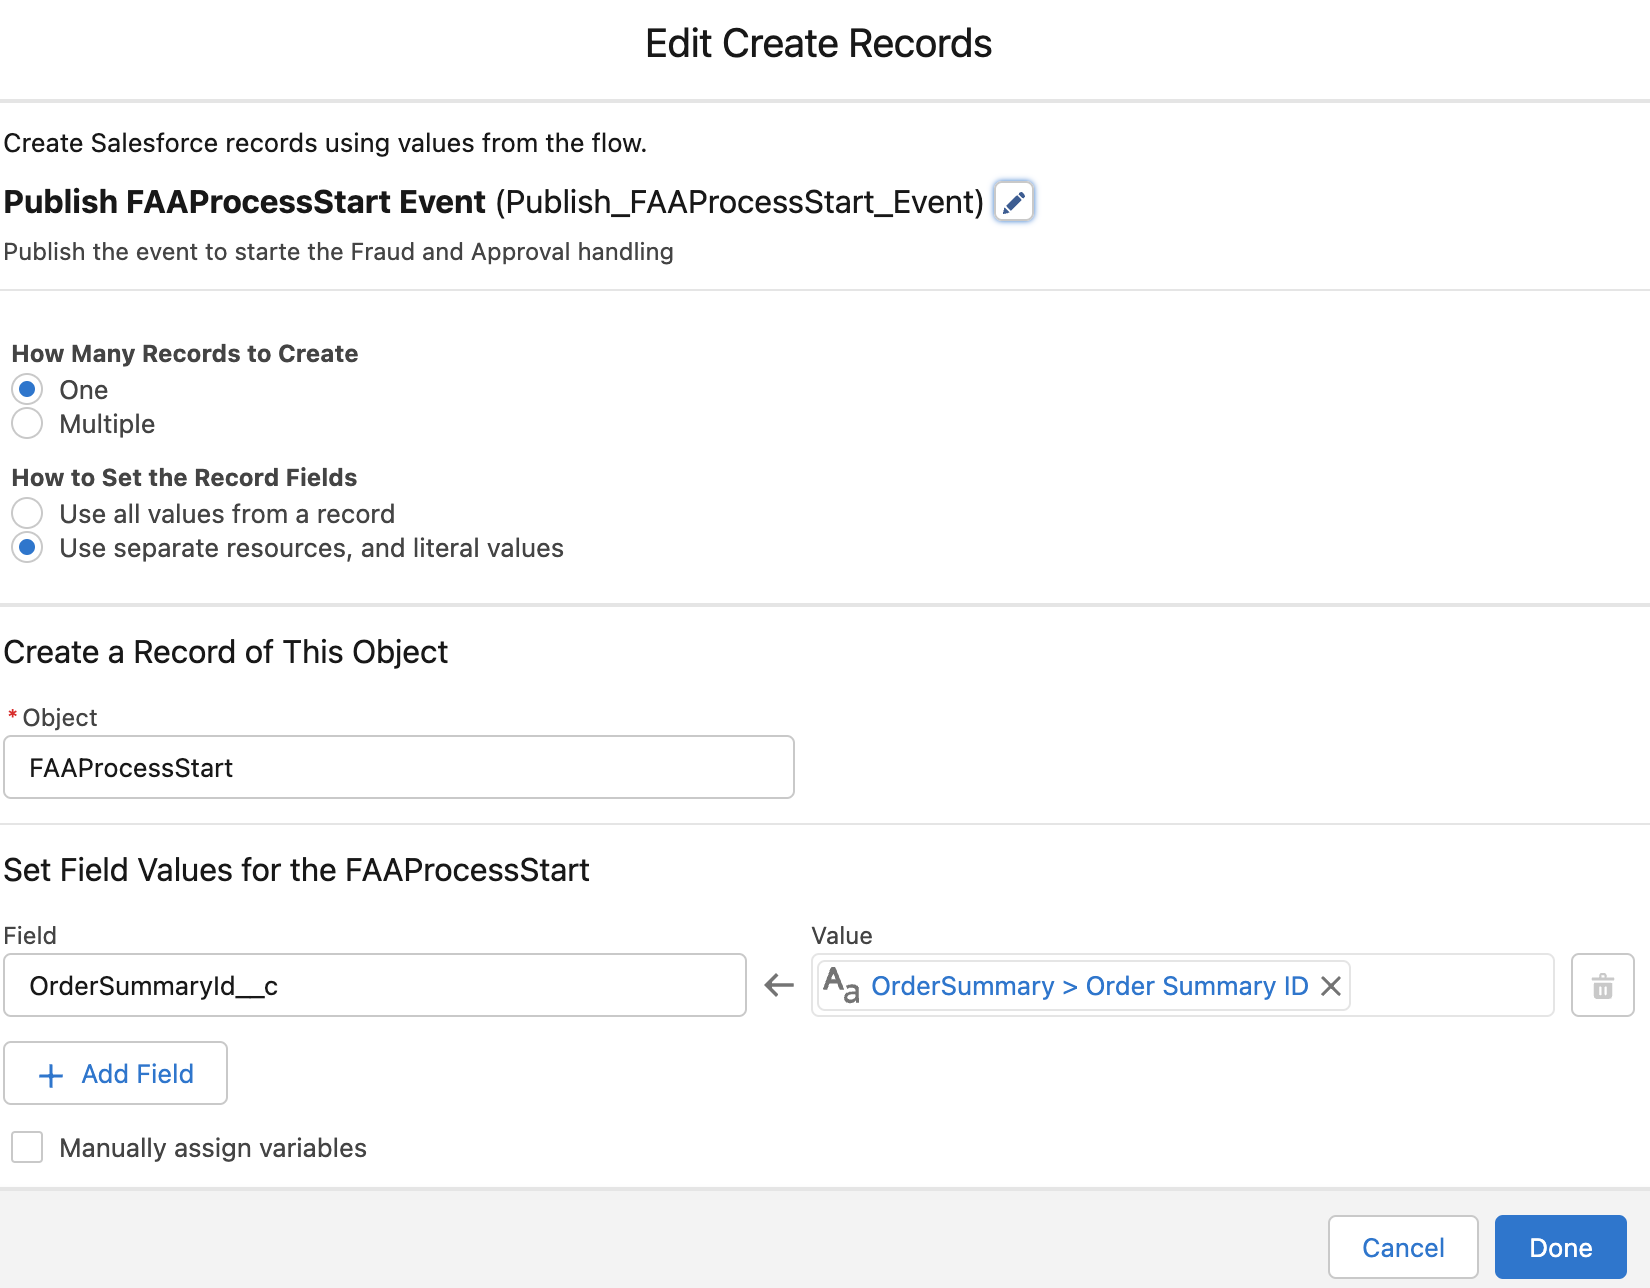 Edit Create Records
Create Salesforce records using values from the flow.
Publish FAAProcessStart Event (Publish_FAAProcessStart_Event)
Publish the event to starte the Fraud and Approval handling
How Many Records to Create
One
Multiple
How to Set the Record Fields
Use all values from a record
Use separate resources, and literal values
Create a Record of This Object
* Object
FAAProcessStart
Set Field Values for the FAAProcessStart
Field
Value
OrderSummaryId__c
Aa OrderSummary > Order Summary ID
Add Field
Manually assign variables
Cancel
Done